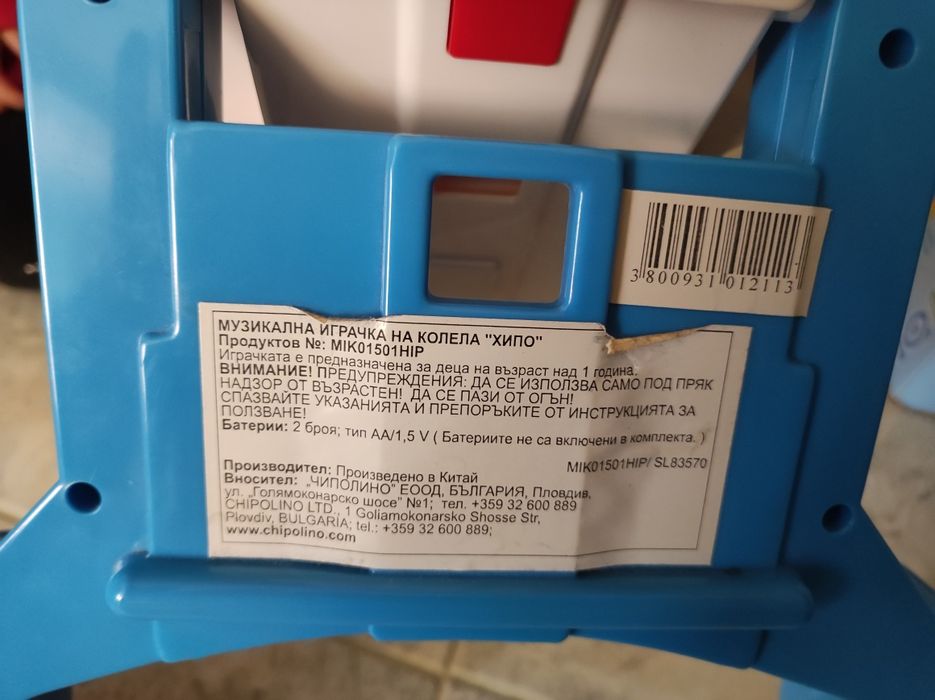 3800931012113
МУЗИКАЛНА ИГРАЧКА НА КОЛЕЛА "ХИПО"
Продуктов №: MIK01501HIP
Играчката е предназначена за деца на възраст над 1 година.
ВНИМАНИЕ! ПРЕДУПРЕЖДЕНИЯ: ДА СЕ ИЗПОЛЗВА САМО ПОД ПРЯК
НАДЗОР ОТ ВЪЗРАСТЕН! ДА СЕ ПАЗИ ОТ ОГЪН!
СПАЗВАЙТЕ УКАЗАНИЯТА И ПРЕПОРЪКИТЕ ОТ ИНСТРУКЦИЯТА ЗА
ПОЛЗВАНЕ!
Батерии: 2 броя; тип AA/1,5 V ( Батериите не са включени в комплекта. )
MIK01501HIP/ SL83570
Производител: Произведено в Китай
Вносител: „ЧИПОЛИНО" ЕООД, БЪЛГАРИЯ, Пловдив,
ул. „Голямоконарско шосе" №1; тел. +359 32 600 889
CHIPOLINO LTD., 1 Goliamokonarsko Shosse Str,
Plovdiv, BULGARIA; tel.: +359 32 600 889;
www.chipolino.com